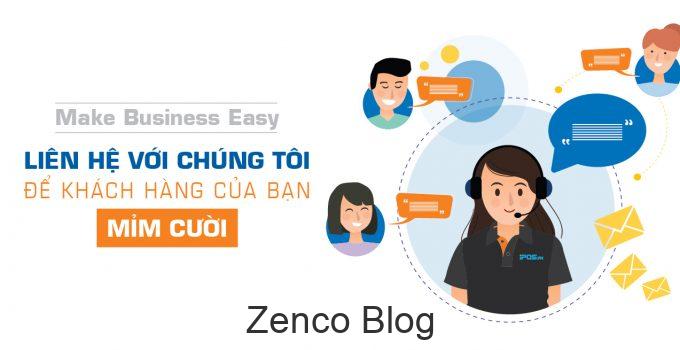 Make Business Easy
LIÊN HỆ VỚI CHÚNG TÔI
ĐỂ KHÁCH HÀNG CỦA BẠN
MỈM CƯỜI
iPOS.vn
Zenco Blog